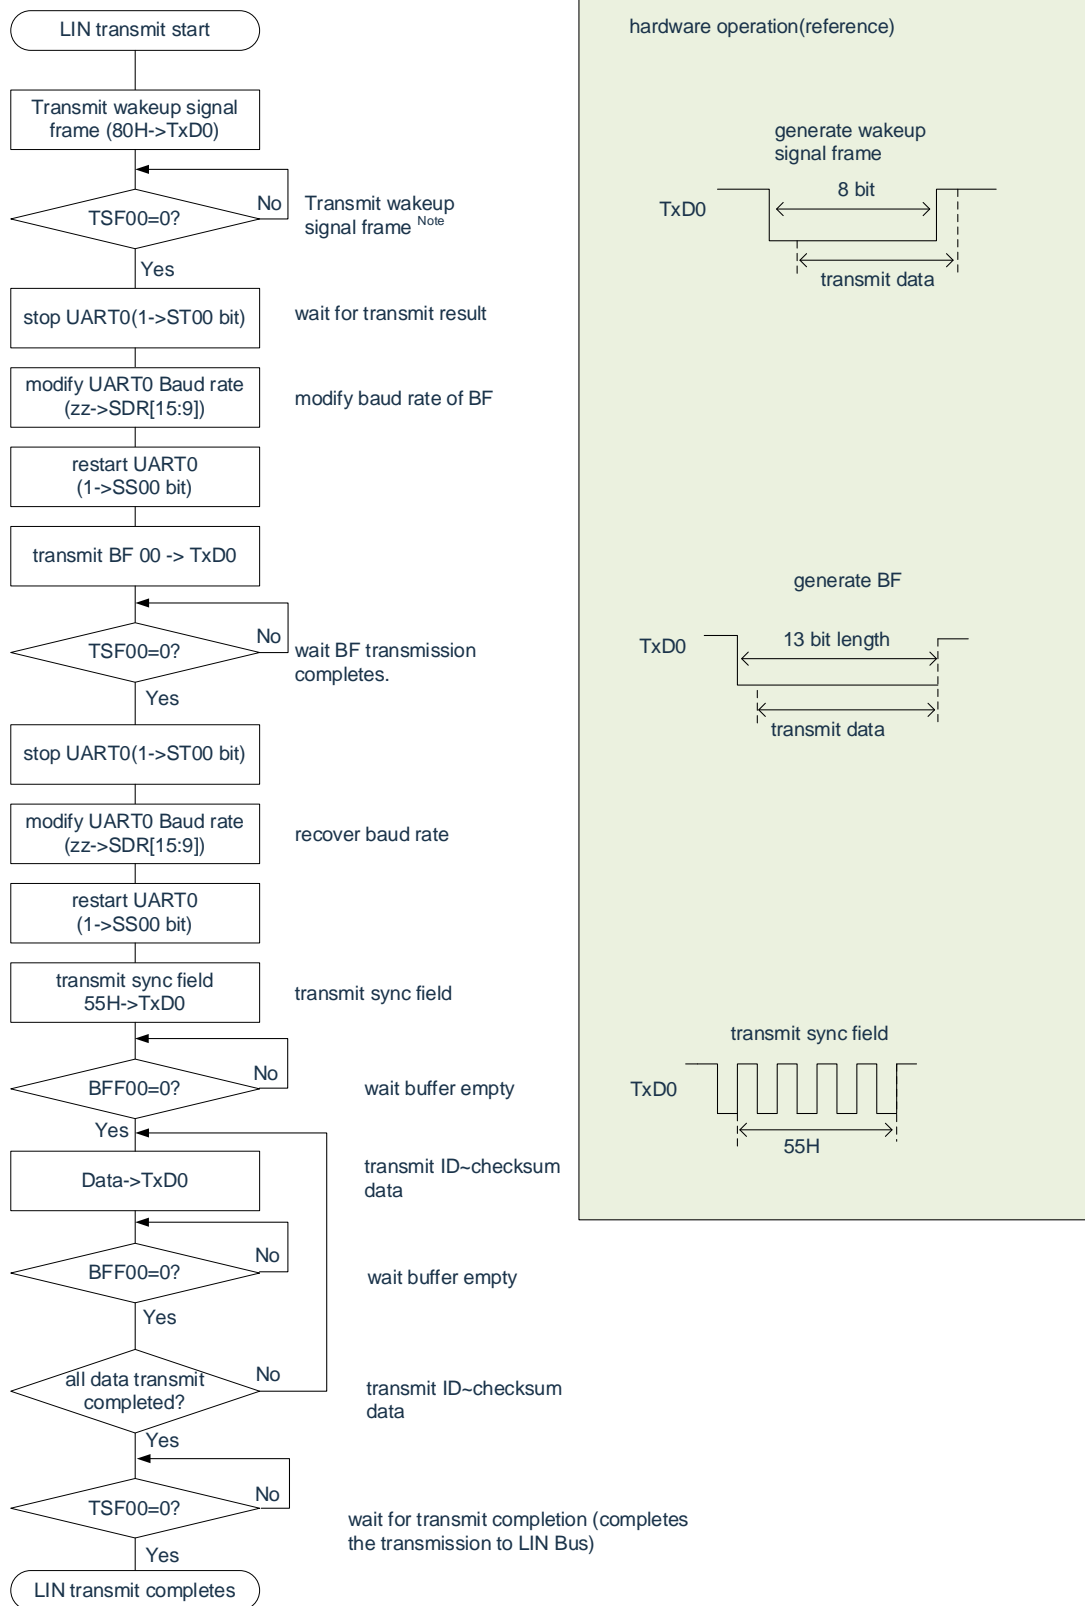 LIN transmit start
Transmit wakeup signal
frame (80H->TxD0)
TSF00=0?
No
Transmit wakeup
signal frame Note
Yes
stop UART0(1->ST00 bit)
wait for transmit result
modify UART0 Baud rate
(zz->SDR[15:9])
modify baud rate of BF
restart UART0
(1->SS00 bit)
transmit BF 00 -> TxD0
TSF00=0?
No
wait BF transmission
completes.
Yes
stop UART0(1->ST00 bit)
modify UART0 Baud rate
(zz->SDR[15:9])
recover baud rate
restart UART0
(1->SS00 bit)
transmit sync field
55H->TxD0
transmit sync field
BFF00=0?
No
wait buffer empty
Yes
Data->TxD0
transmit ID~checksum
data
BFF00=0?
No
wait buffer empty
Yes
all data transmit
completed?
No
transmit ID~checksum
data
Yes
TSF00=0?
No
wait for transmit completion (completes
the transmission to LIN Bus)
Yes
LIN transmit completes
hardware operation(reference)
generate wakeup
signal frame
TxD0
8 bit
transmit data
generate BF
TxD0
13 bit length
transmit data
transmit sync field
TxD0
55H